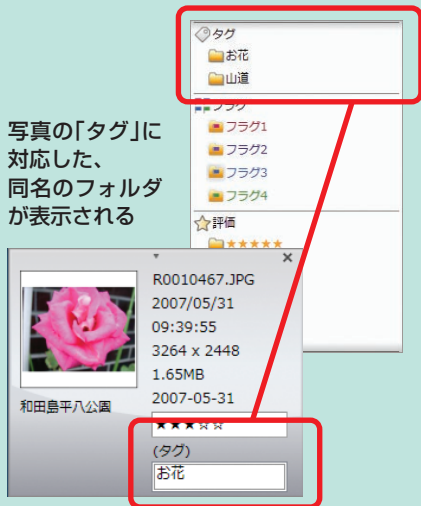 タグ
お花
山道
フラグ
フラグ1
フラグ2
フラグ3
フラグ4
評価
★★★★★
写真の「タグ」に
対応した、
同名のフォルダ
が表示される
R0010467.JPG
2007/05/31
09:39:55
3264 x 2448
1.65MB
2007-05-31
和田島平八公園
★★★☆☆
(タグ)
お花